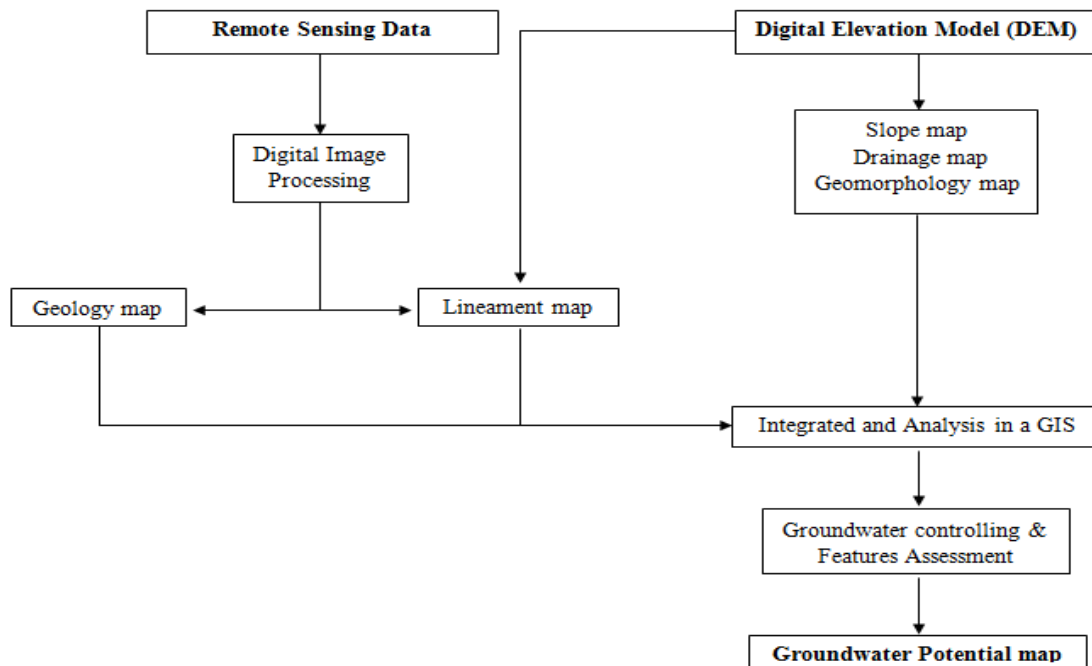 Remote Sensing Data
Digital Elevation Model (DEM)
Digital Image
Processing
Slope map
Drainage map
Geomorphology map
Geology map
Lineament map
Integrated and Analysis in a GIS
Groundwater controlling &
Features Assessment
Groundwater Potential map